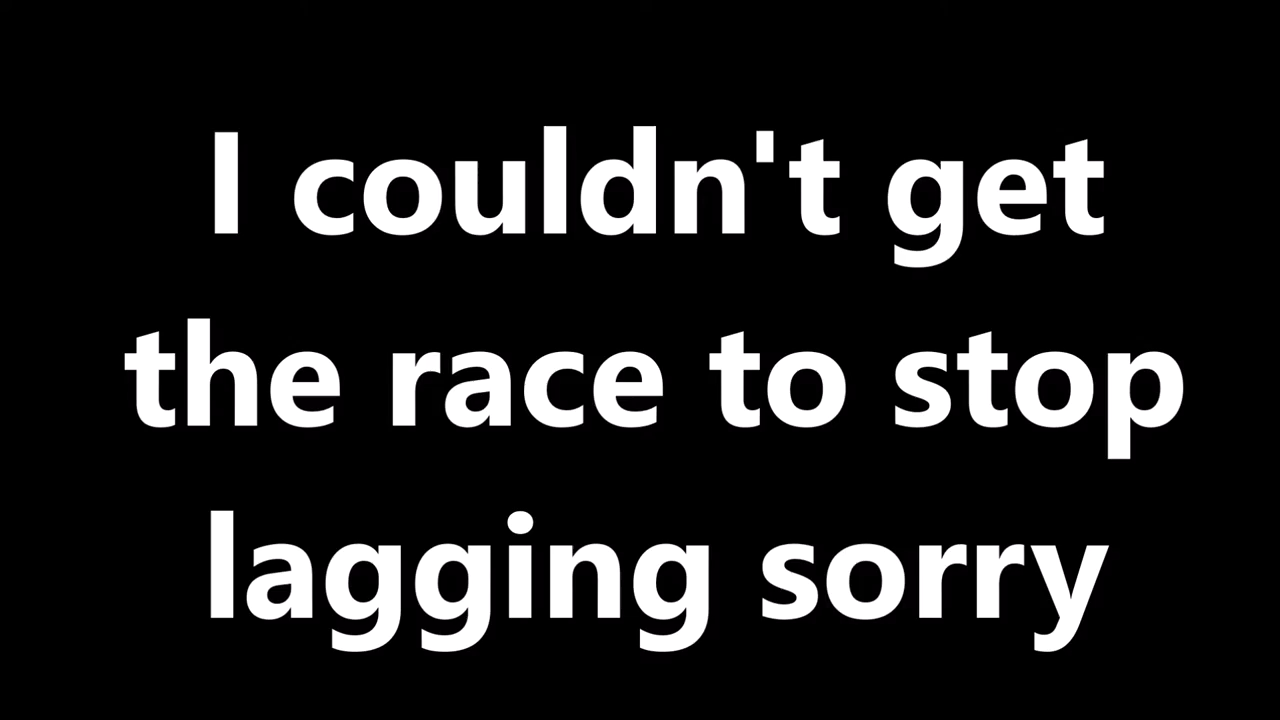 I couldn't get
the race to stop
lagging sorry